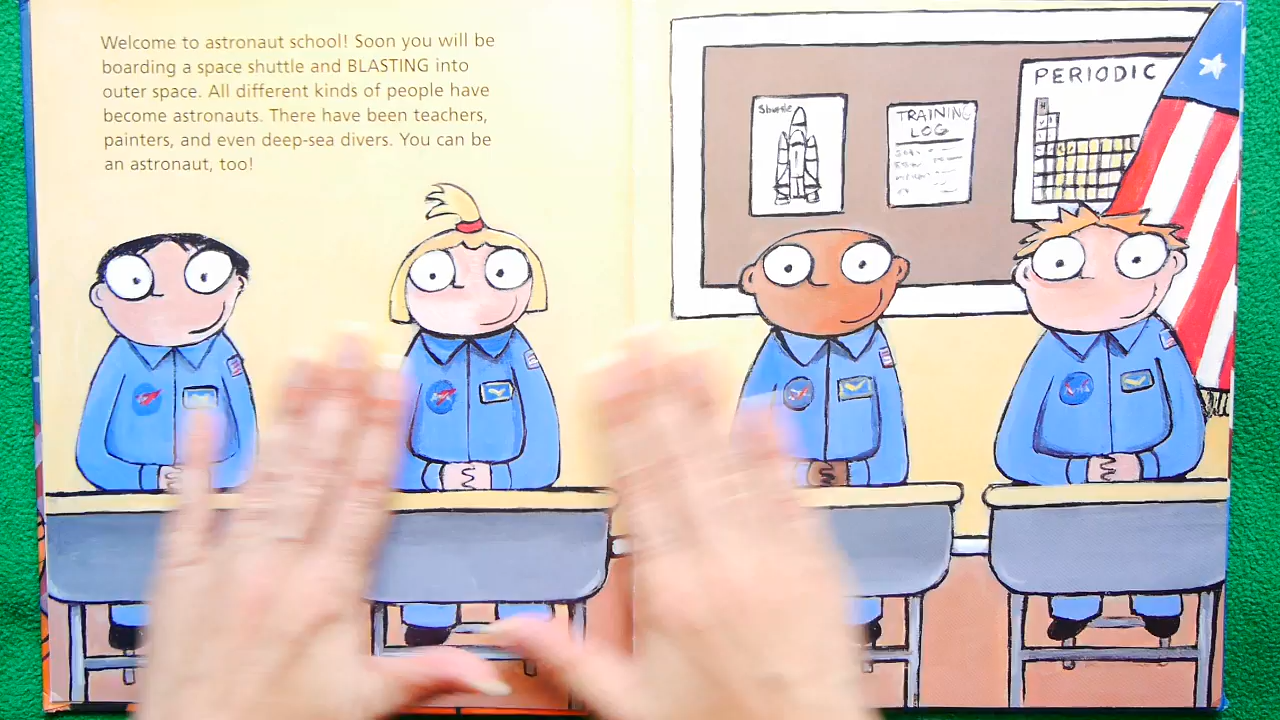 Welcome to astronaut school! Soon you will be
boarding a space shuttle and BLASTING into
outer space. All different kinds of people have
become astronauts. There have been teachers,
painters, and even deep-sea divers. You can be
an astronaut, too!
Shuttle
TRAINING
LOG
PERIODIC